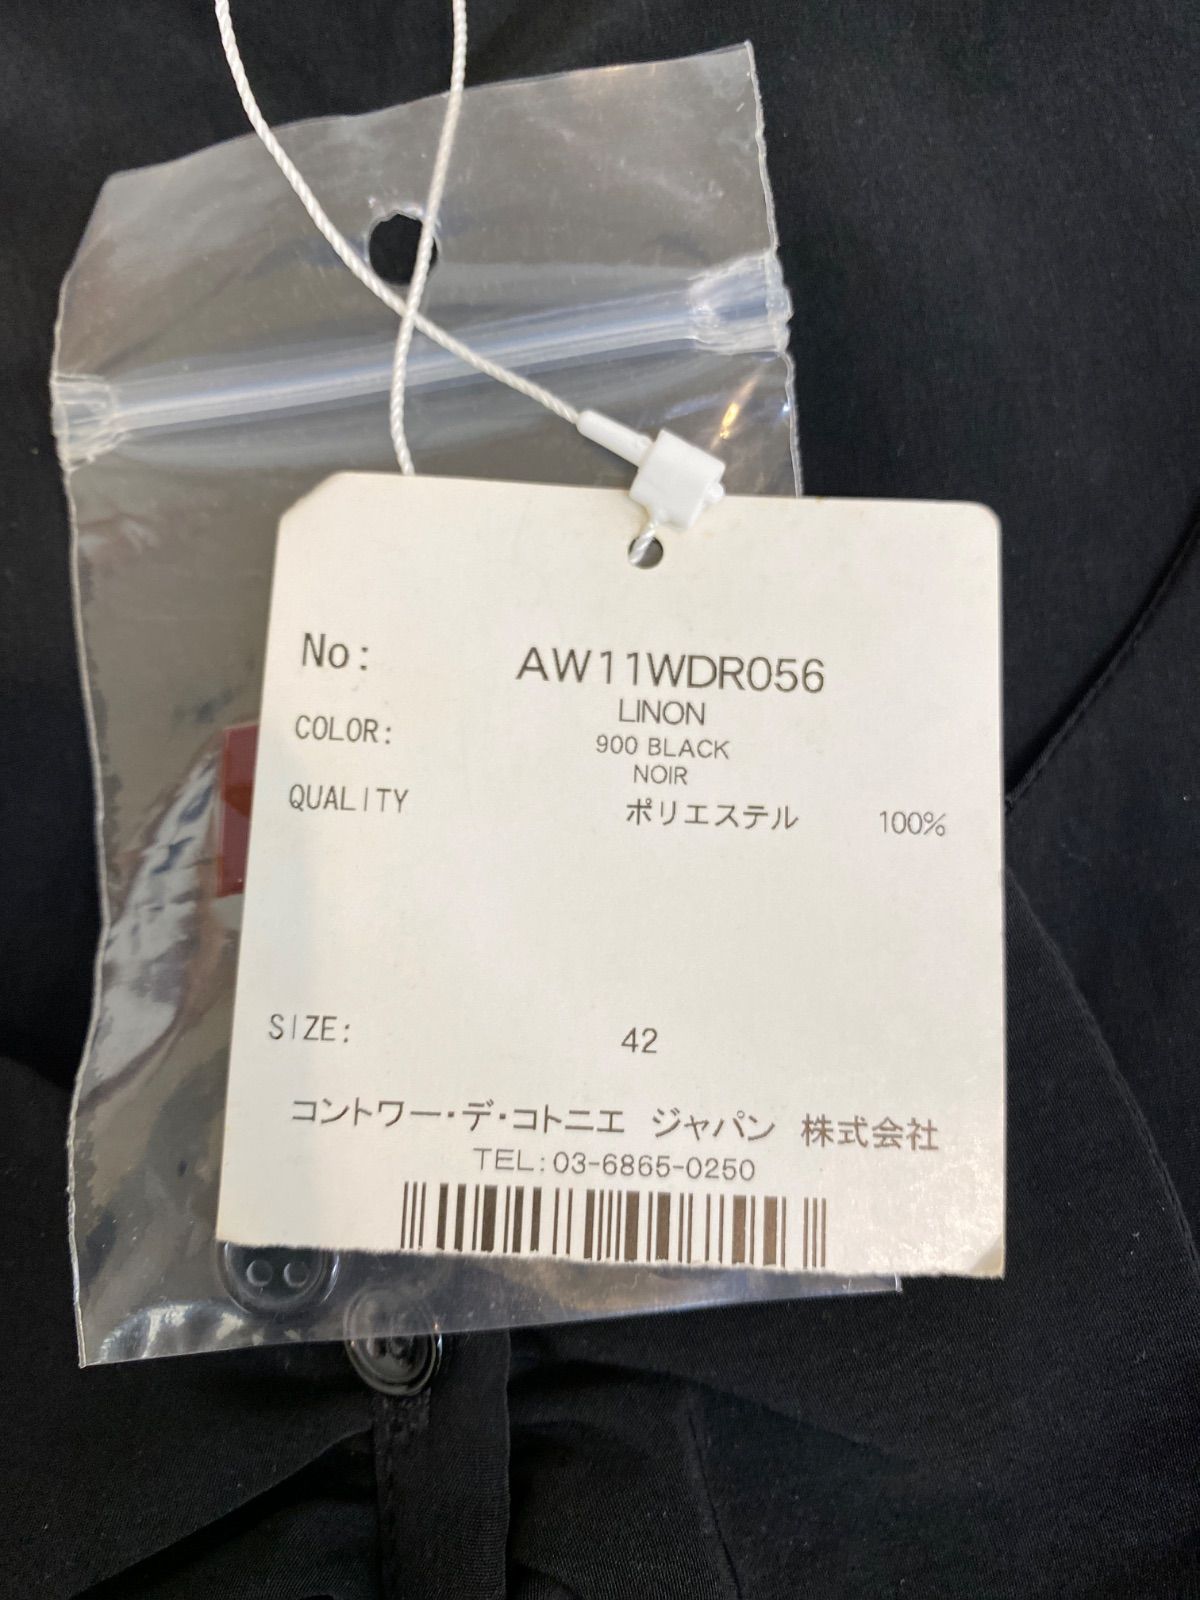 No: AW11WDR056
LINON
COLOR: 900 BLACK
NOIR
QUALITY ポリエステル 100%
SIZE: 42
コントワー・デ・コトニエ ジャパン 株式会社
TEL:03-6865-0250